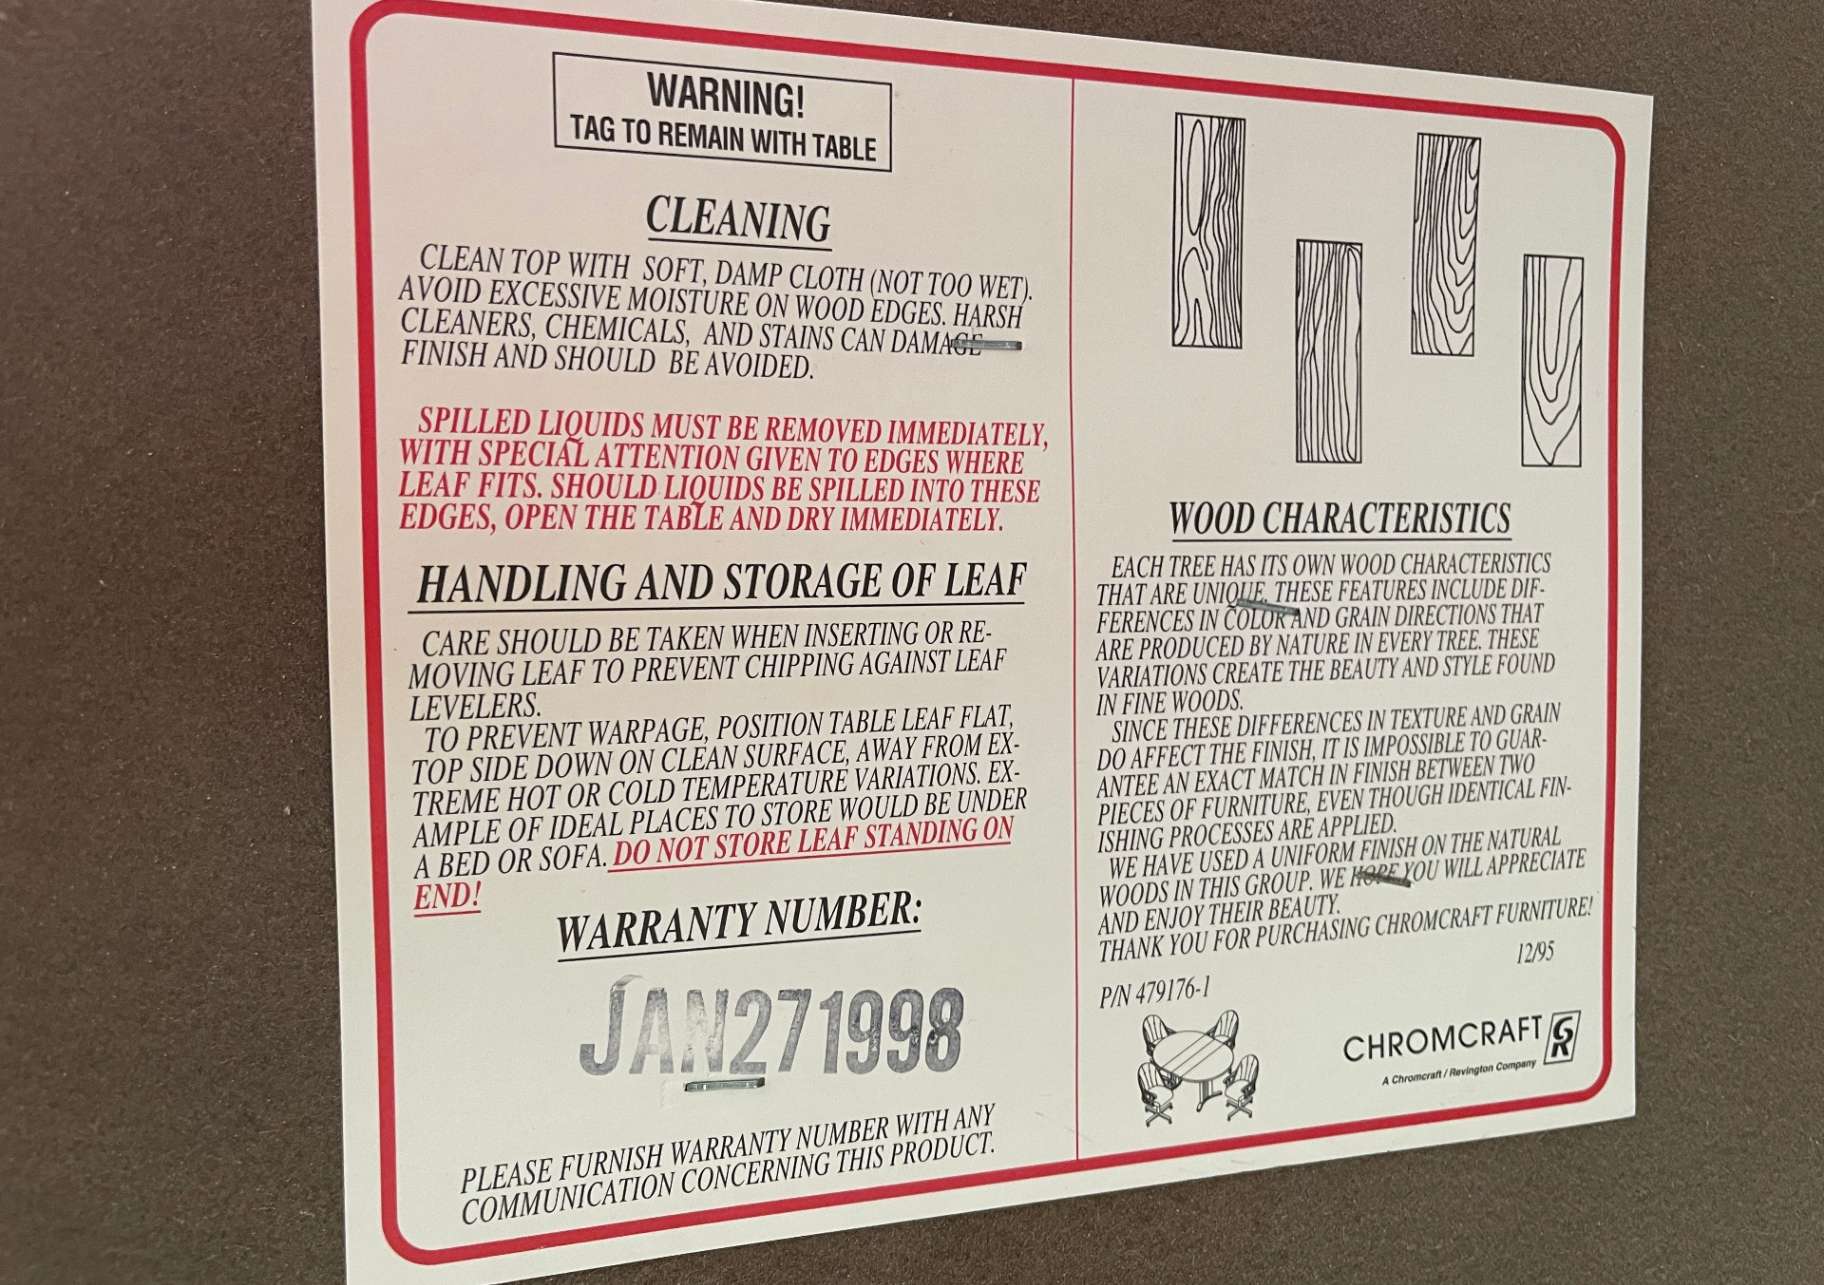 WARNING!
TAG TO REMAIN WITH TABLE
CLEANING
CLEAN TOP WITH SOFT, DAMP CLOTH (NOT TOO WET).
AVOID EXCESSIVE MOISTURE ON WOOD EDGES. HARSH
CLEANERS, CHEMICALS, AND STAINS CAN DAMAGE
FINISH AND SHOULD BE AVOIDED.
SPILLED LIQUIDS MUST BE REMOVED IMMEDIATELY,
WITH SPECIAL ATTENTION GIVEN TO EDGES WHERE
LEAF FITS. SHOULD LIQUIDS BE SPILLED INTO THESE
EDGES, OPEN THE TABLE AND DRY IMMEDIATELY.
HANDLING AND STORAGE OF LEAF
CARE SHOULD BE TAKEN WHEN INSERTING OR RE-
MOVING LEAF TO PREVENT CHIPPING AGAINST LEAF
LEVELERS.
TO PREVENT WARPAGE, POSITION TABLE LEAF FLAT,
TOP SIDE DOWN ON CLEAN SURFACE, AWAY FROM EX-
TREME HOT OR COLD TEMPERATURE VARIATIONS. EX-
AMPLE OF IDEAL PLACES TO STORE WOULD BE UNDER
A BED OR SOFA. DO NOT STORE LEAF STANDING ON
END!
WARRANTY NUMBER:
JAN 27 1998
PLEASE FURNISH WARRANTY NUMBER WITH ANY
COMMUNICATION CONCERNING THIS PRODUCT.
WOOD CHARACTERISTICS
EACH TREE HAS ITS OWN WOOD CHARACTERISTICS
THAT ARE UNIQUE. THESE FEATURES INCLUDE DIF-
FERENCES IN COLOR AND GRAIN DIRECTIONS THAT
ARE PRODUCED BY NATURE IN EVERY TREE. THESE
VARIATIONS CREATE THE BEAUTY AND STYLE FOUND
IN FINE WOODS.
SINCE THESE DIFFERENCES IN TEXTURE AND GRAIN
DO AFFECT THE FINISH, IT IS IMPOSSIBLE TO GUAR-
ANTEE AN EXACT MATCH IN FINISH BETWEEN TWO
PIECES OF FURNITURE, EVEN THOUGH IDENTICAL FIN-
ISHING PROCESSES ARE APPLIED.
WE HAVE USED A UNIFORM FINISH ON THE NATURAL
WOODS IN THIS GROUP. WE HOPE YOU WILL APPRECIATE
AND ENJOY THEIR BEAUTY.
THANK YOU FOR PURCHASING CHROMCRAFT FURNITURE!
12/95
P/N 479176-1
CHROMCRAFT CR
A Chromcraft / Revington Company